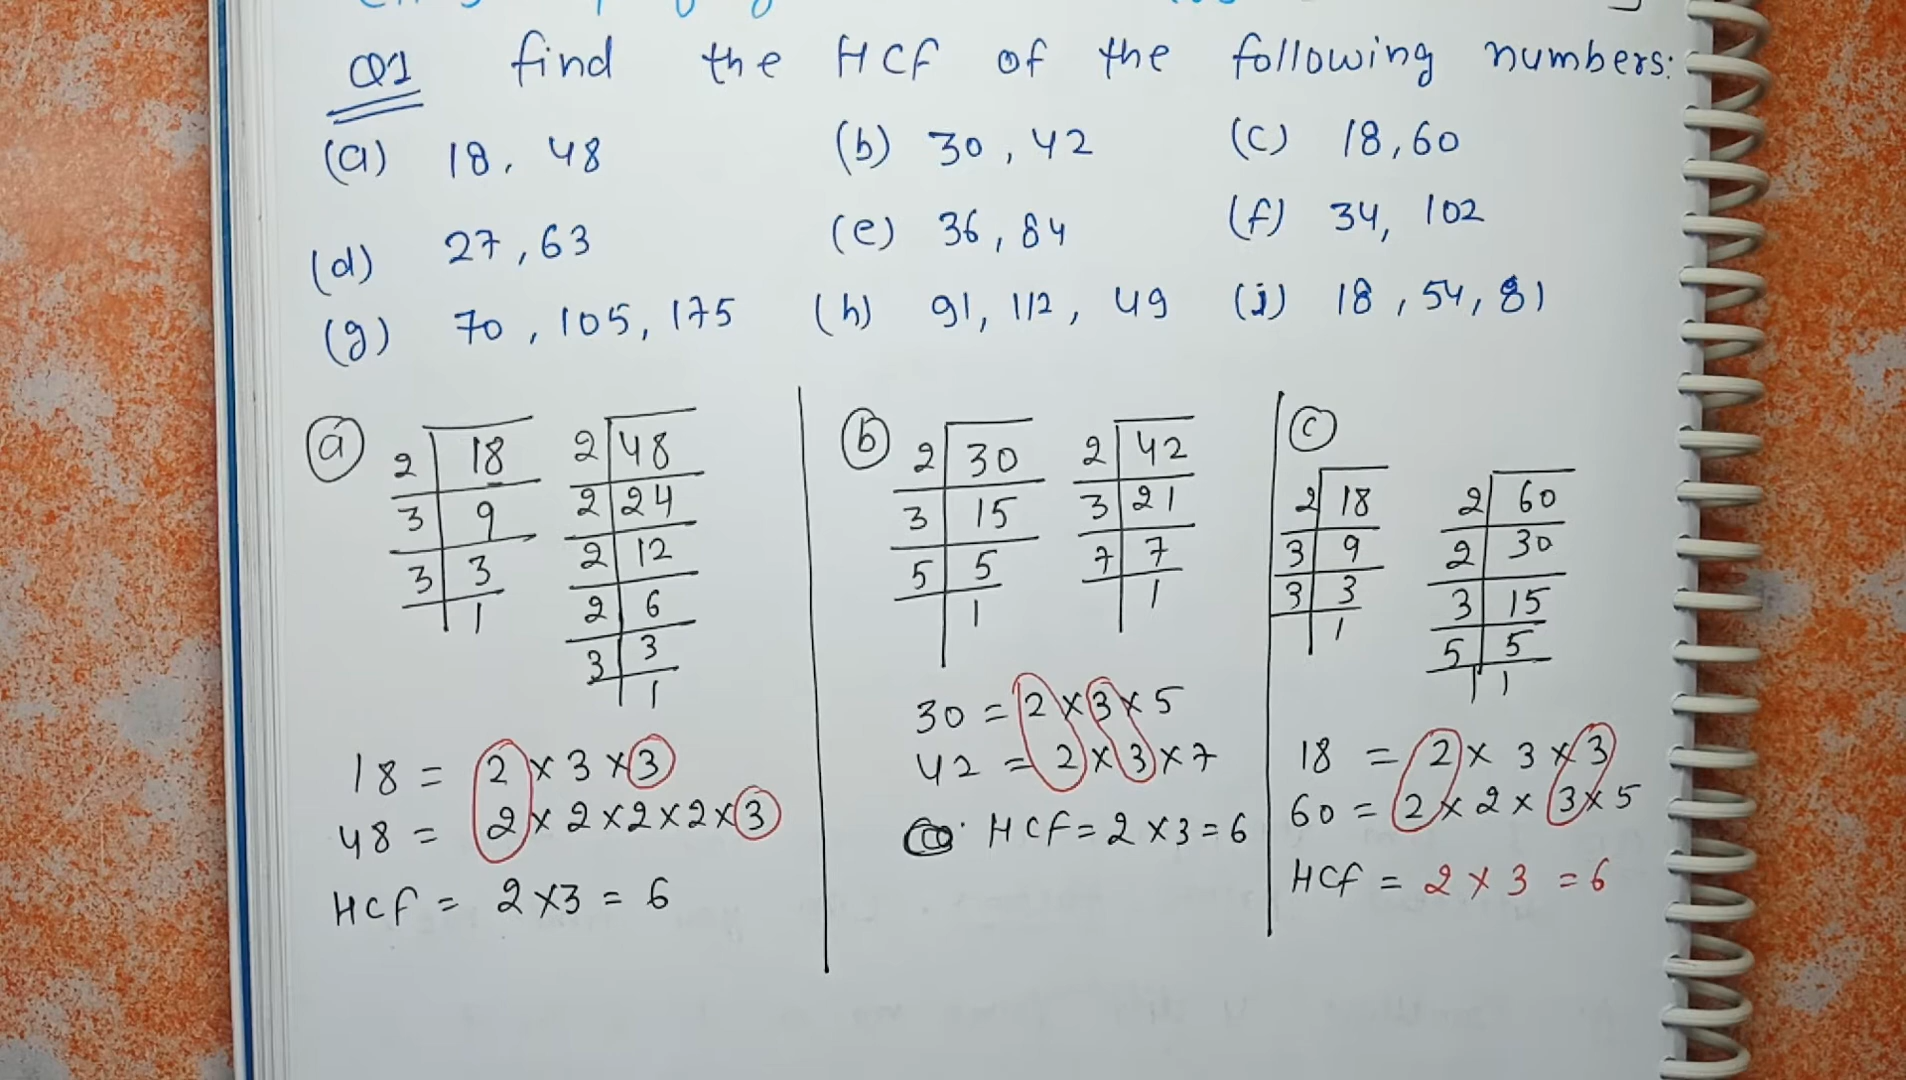 Q1 find the HCF of the following numbers:
(a) 18, 48 (b) 30, 42 (c) 18, 60
(d) 27, 63 (e) 36, 84 (f) 34, 102
(g) 70, 105, 175 (h) 91, 112, 49 (j) 18, 54, 81
(a)
2 18
3 9
3 3
1
2 48
2 24
2 12
2 6
3 3
1
18 = 2 × 3 × 3
48 = 2 × 2 × 2 × 2 × 3
HCF = 2 × 3 = 6
(b)
2 30
3 15
5 5
1
2 42
3 21
7 7
1
30 = 2 × 3 × 5
42 = 2 × 3 × 7
HCF = 2 × 3 = 6
(c)
2 18
3 9
3 3
1
2 60
2 30
3 15
5 5
1
18 = 2 × 3 × 3
60 = 2 × 2 × 3 × 5
HCF = 2 × 3 = 6